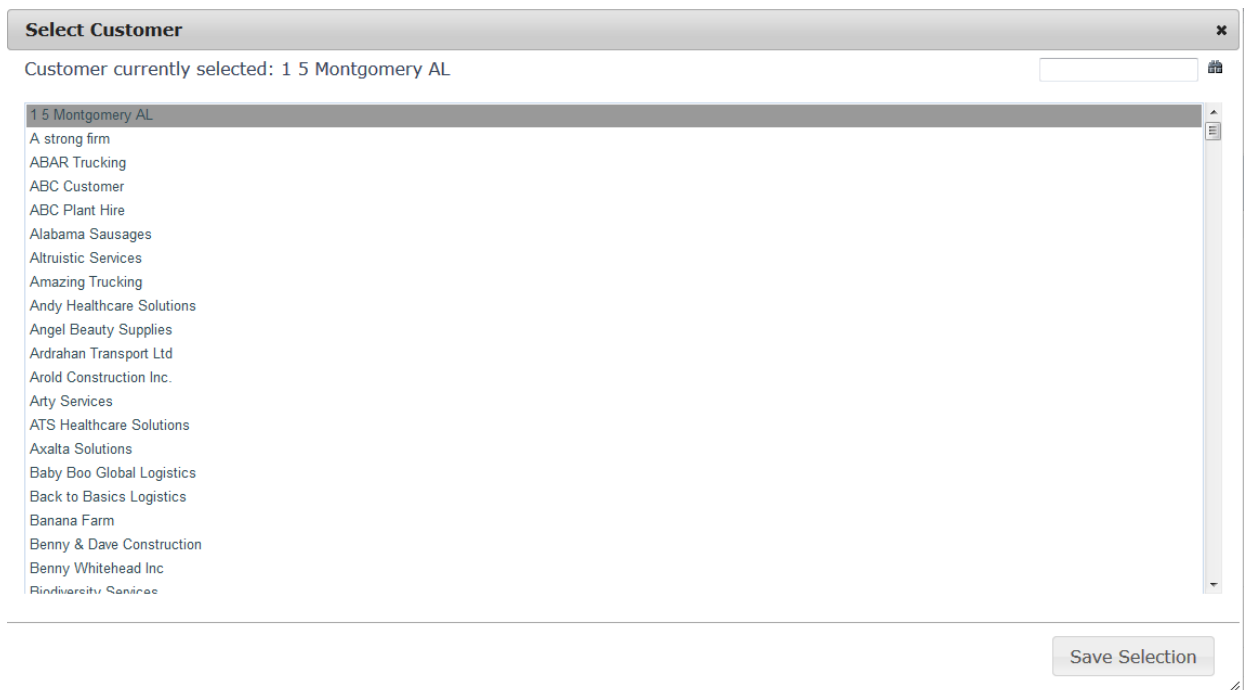 Select Customer
Customer currently selected: 1 5 Montgomery AL
1 5 Montgomery AL
A strong firm
ABAR Trucking
ABC Customer
ABC Plant Hire
Alabama Sausages
Altruistic Services
Amazing Trucking
Andy Healthcare Solutions
Angel Beauty Supplies
Ardrahan Transport Ltd
Arold Construction Inc.
Arty Services
ATS Healthcare Solutions
Axalta Solutions
Baby Boo Global Logistics
Back to Basics Logistics
Banana Farm
Benny & Dave Construction
Benny Whitehead Inc
Biodiversity Services
Save Selection